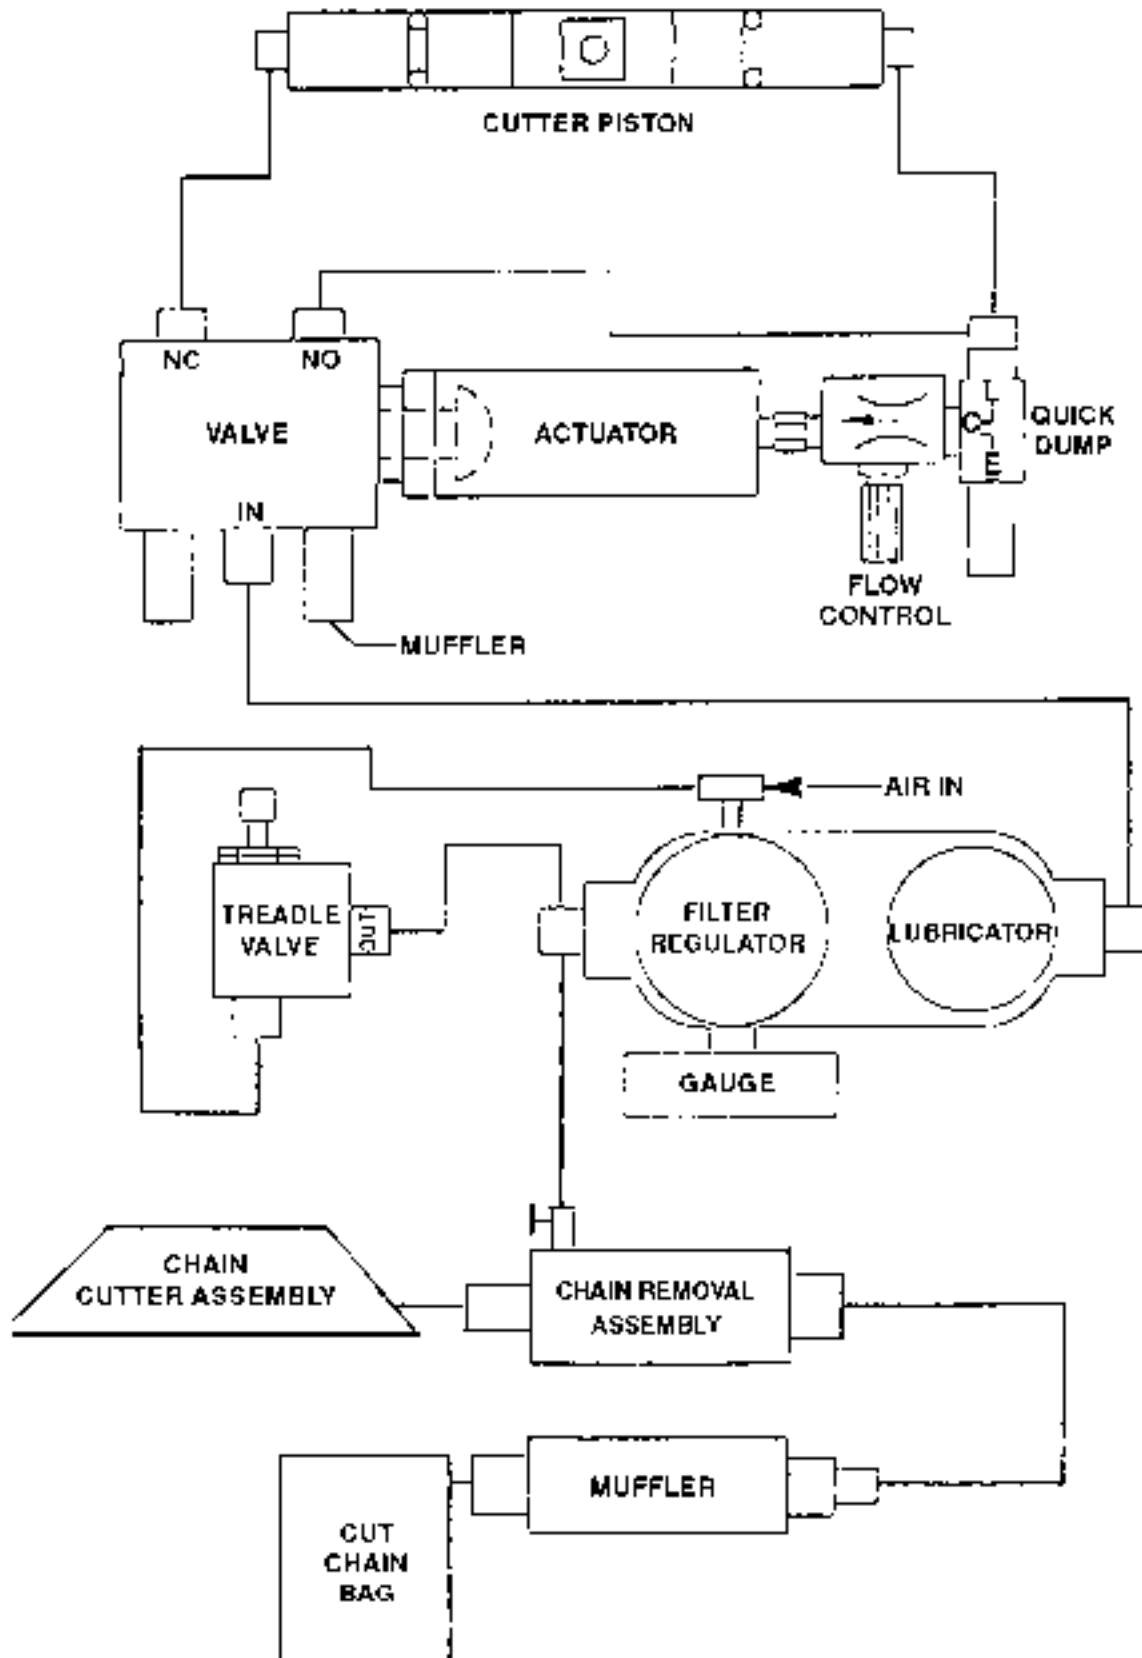 CUTTER PISTON
NC
NO
VALVE
ACTUATOR
C
E
QUICK
DUMP
IN
FLOW
CONTROL
MUFFLER
AIR IN
TREADLE
VALVE
OUT
FILTER
REGULATOR
LUBRICATOR
GAUGE
CHAIN
CUTTER ASSEMBLY
CHAIN REMOVAL
ASSEMBLY
MUFFLER
CUT
CHAIN
BAG